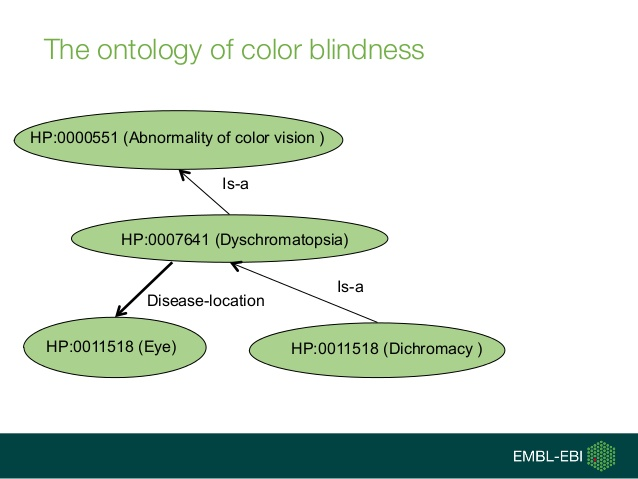 The ontology of color blindness
HP:0000551 (Abnormality of color vision )
Is-a
HP:0007641 (Dyschromatopsia)
Is-a
Disease-location
HP:0011518 (Eye)
HP:0011518 (Dichromacy )
EMBL-EBI